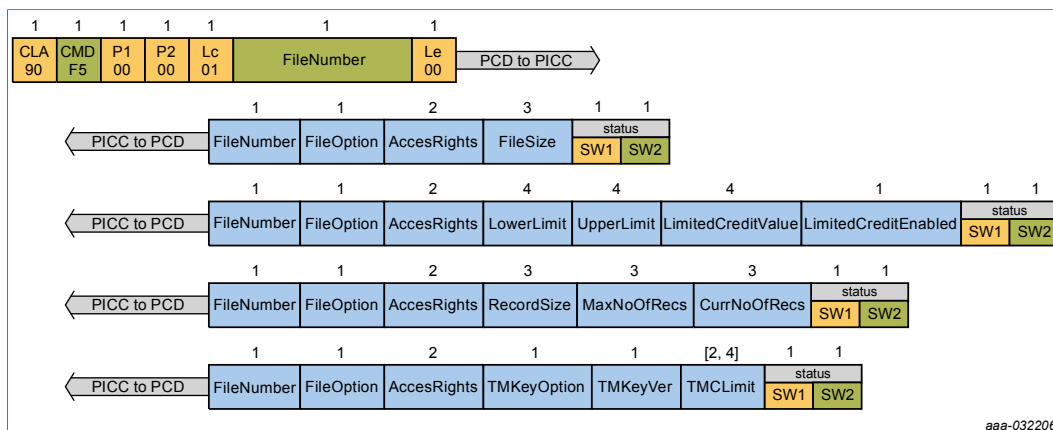 1 1 1 1 1 1 1
CLA CMD P1 P2 Lc FileNumber Le
90 F5 00 00 01 00
PCD to PICC
1 1 2 3 1 1
PICC to PCD FileNumber FileOption AccesRights FileSize status
SW1 SW2
1 1 2 4 4 4 1 1 1
PICC to PCD FileNumber FileOption AccesRights LowerLimit UpperLimit LimitedCreditValue LimitedCreditEnabled status
SW1 SW2
1 1 2 3 3 3 1 1
PICC to PCD FileNumber FileOption AccesRights RecordSize MaxNoOfRecs CurrNoOfRecs status
SW1 SW2
1 1 2 1 1 [2, 4] 1 1
PICC to PCD FileNumber FileOption AccesRights TMKeyOption TMKeyVer TMCLimit status
SW1 SW2
aaa-032206